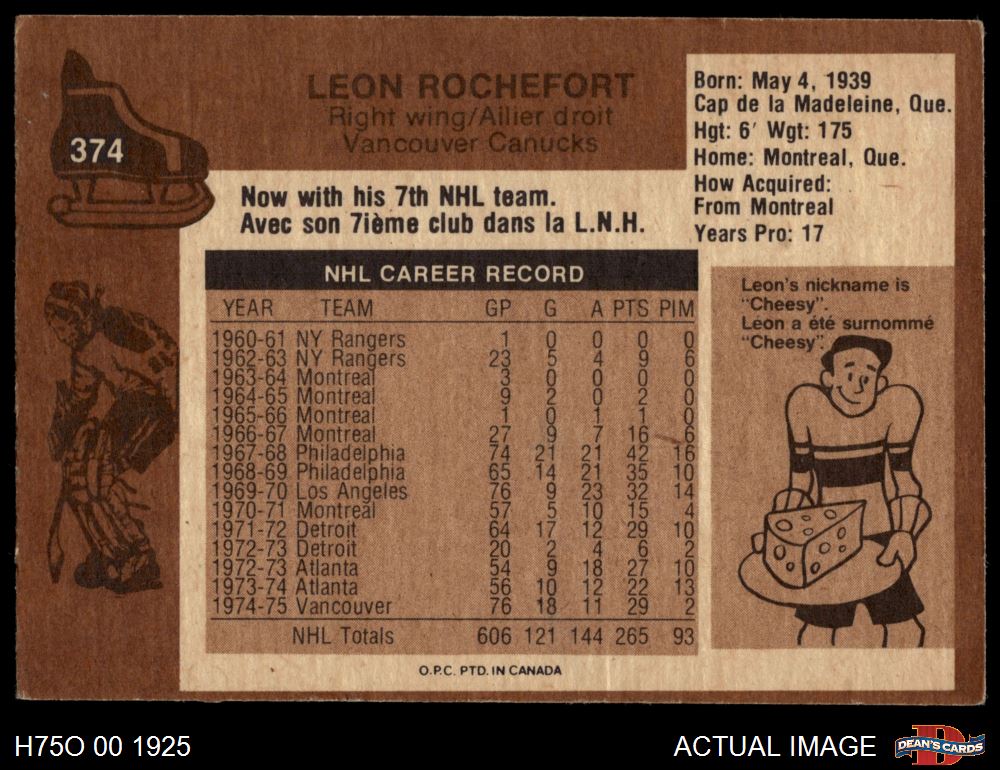 374
LEON ROCHEFORT
Right wing/Ailier droit
Vancouver Canucks
Born: May 4, 1939
Cap de la Madeleine, Que.
Hgt: 6' Wgt: 175
Home: Montreal, Que.
How Acquired:
From Montreal
Years Pro: 17
Now with his 7th NHL team.
Avec son 7ième club dans la L.N.H.
NHL CAREER RECORD
YEAR TEAM GP G A PTS PIM
1960-61 NY Rangers 1 0 0 0 0
1962-63 NY Rangers 23 5 4 9 6
1963-64 Montreal 3 0 0 0 0
1964-65 Montreal 9 2 0 2 0
1965-66 Montreal 1 0 1 1 0
1966-67 Montreal 27 9 7 16 6
1967-68 Philadelphia 74 21 21 42 16
1968-69 Philadelphia 65 14 21 35 10
1969-70 Los Angeles 76 9 23 32 14
1970-71 Montreal 57 5 10 15 4
1971-72 Detroit 64 17 12 29 10
1972-73 Detroit 20 2 4 6 2
1972-73 Atlanta 54 9 18 27 10
1973-74 Atlanta 56 10 12 22 13
1974-75 Vancouver 76 18 11 29 2
NHL Totals 606 121 144 265 93
Leon's nickname is
"Cheesy".
Léon a été surnommé
"Cheesy".
O.P.C. PTD. IN CANADA
H75O 00 1925
ACTUAL IMAGE
D
DEAN'S CARDS